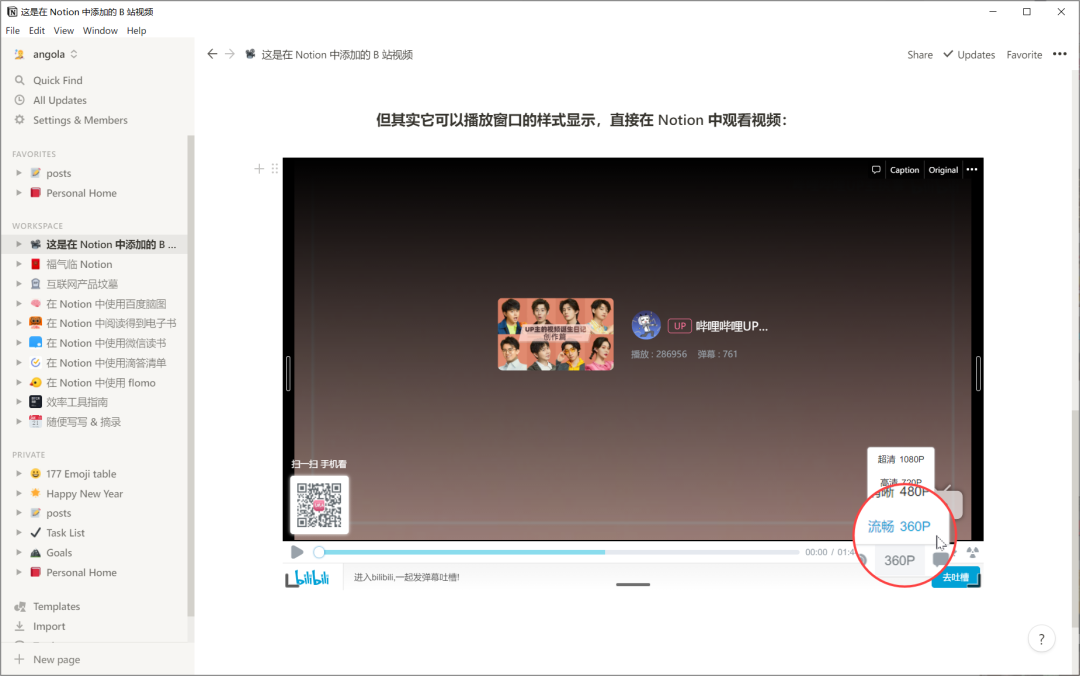 这是在 Notion 中添加的 B 站视频
File Edit View Window Help
angola
Quick Find
All Updates
Settings & Members
FAVORITES
posts
Personal Home
WORKSPACE
这是在 Notion 中添加的 B ...
福气临 Notion
互联网产品坟墓
在 Notion 中使用百度脑图
在 Notion 中阅读得到电子书
在 Notion 中使用微信读书
在 Notion 中使用滴答清单
在 Notion 中使用 flomo
效率工具指南
随便写写 & 摘录
PRIVATE
177 Emoji table
Happy New Year
posts
Task List
Goals
Personal Home
Templates
Import
New page
这是在 Notion 中添加的 B 站视频
Share Updates Favorite
但其实它可以播放窗口的样式显示，直接在 Notion 中观看视频：
Caption Original
UP主的视频诞生日记
创作篇
UP 哔哩哔哩UP...
播放 : 286956 弹幕 : 761
扫一扫 手机看
超清 1080P
高清 720P
清晰 480P
流畅 360P
360P
00:00 / 01:4
bilibili
进入bilibili,一起发弹幕吐槽!
去吐槽
?